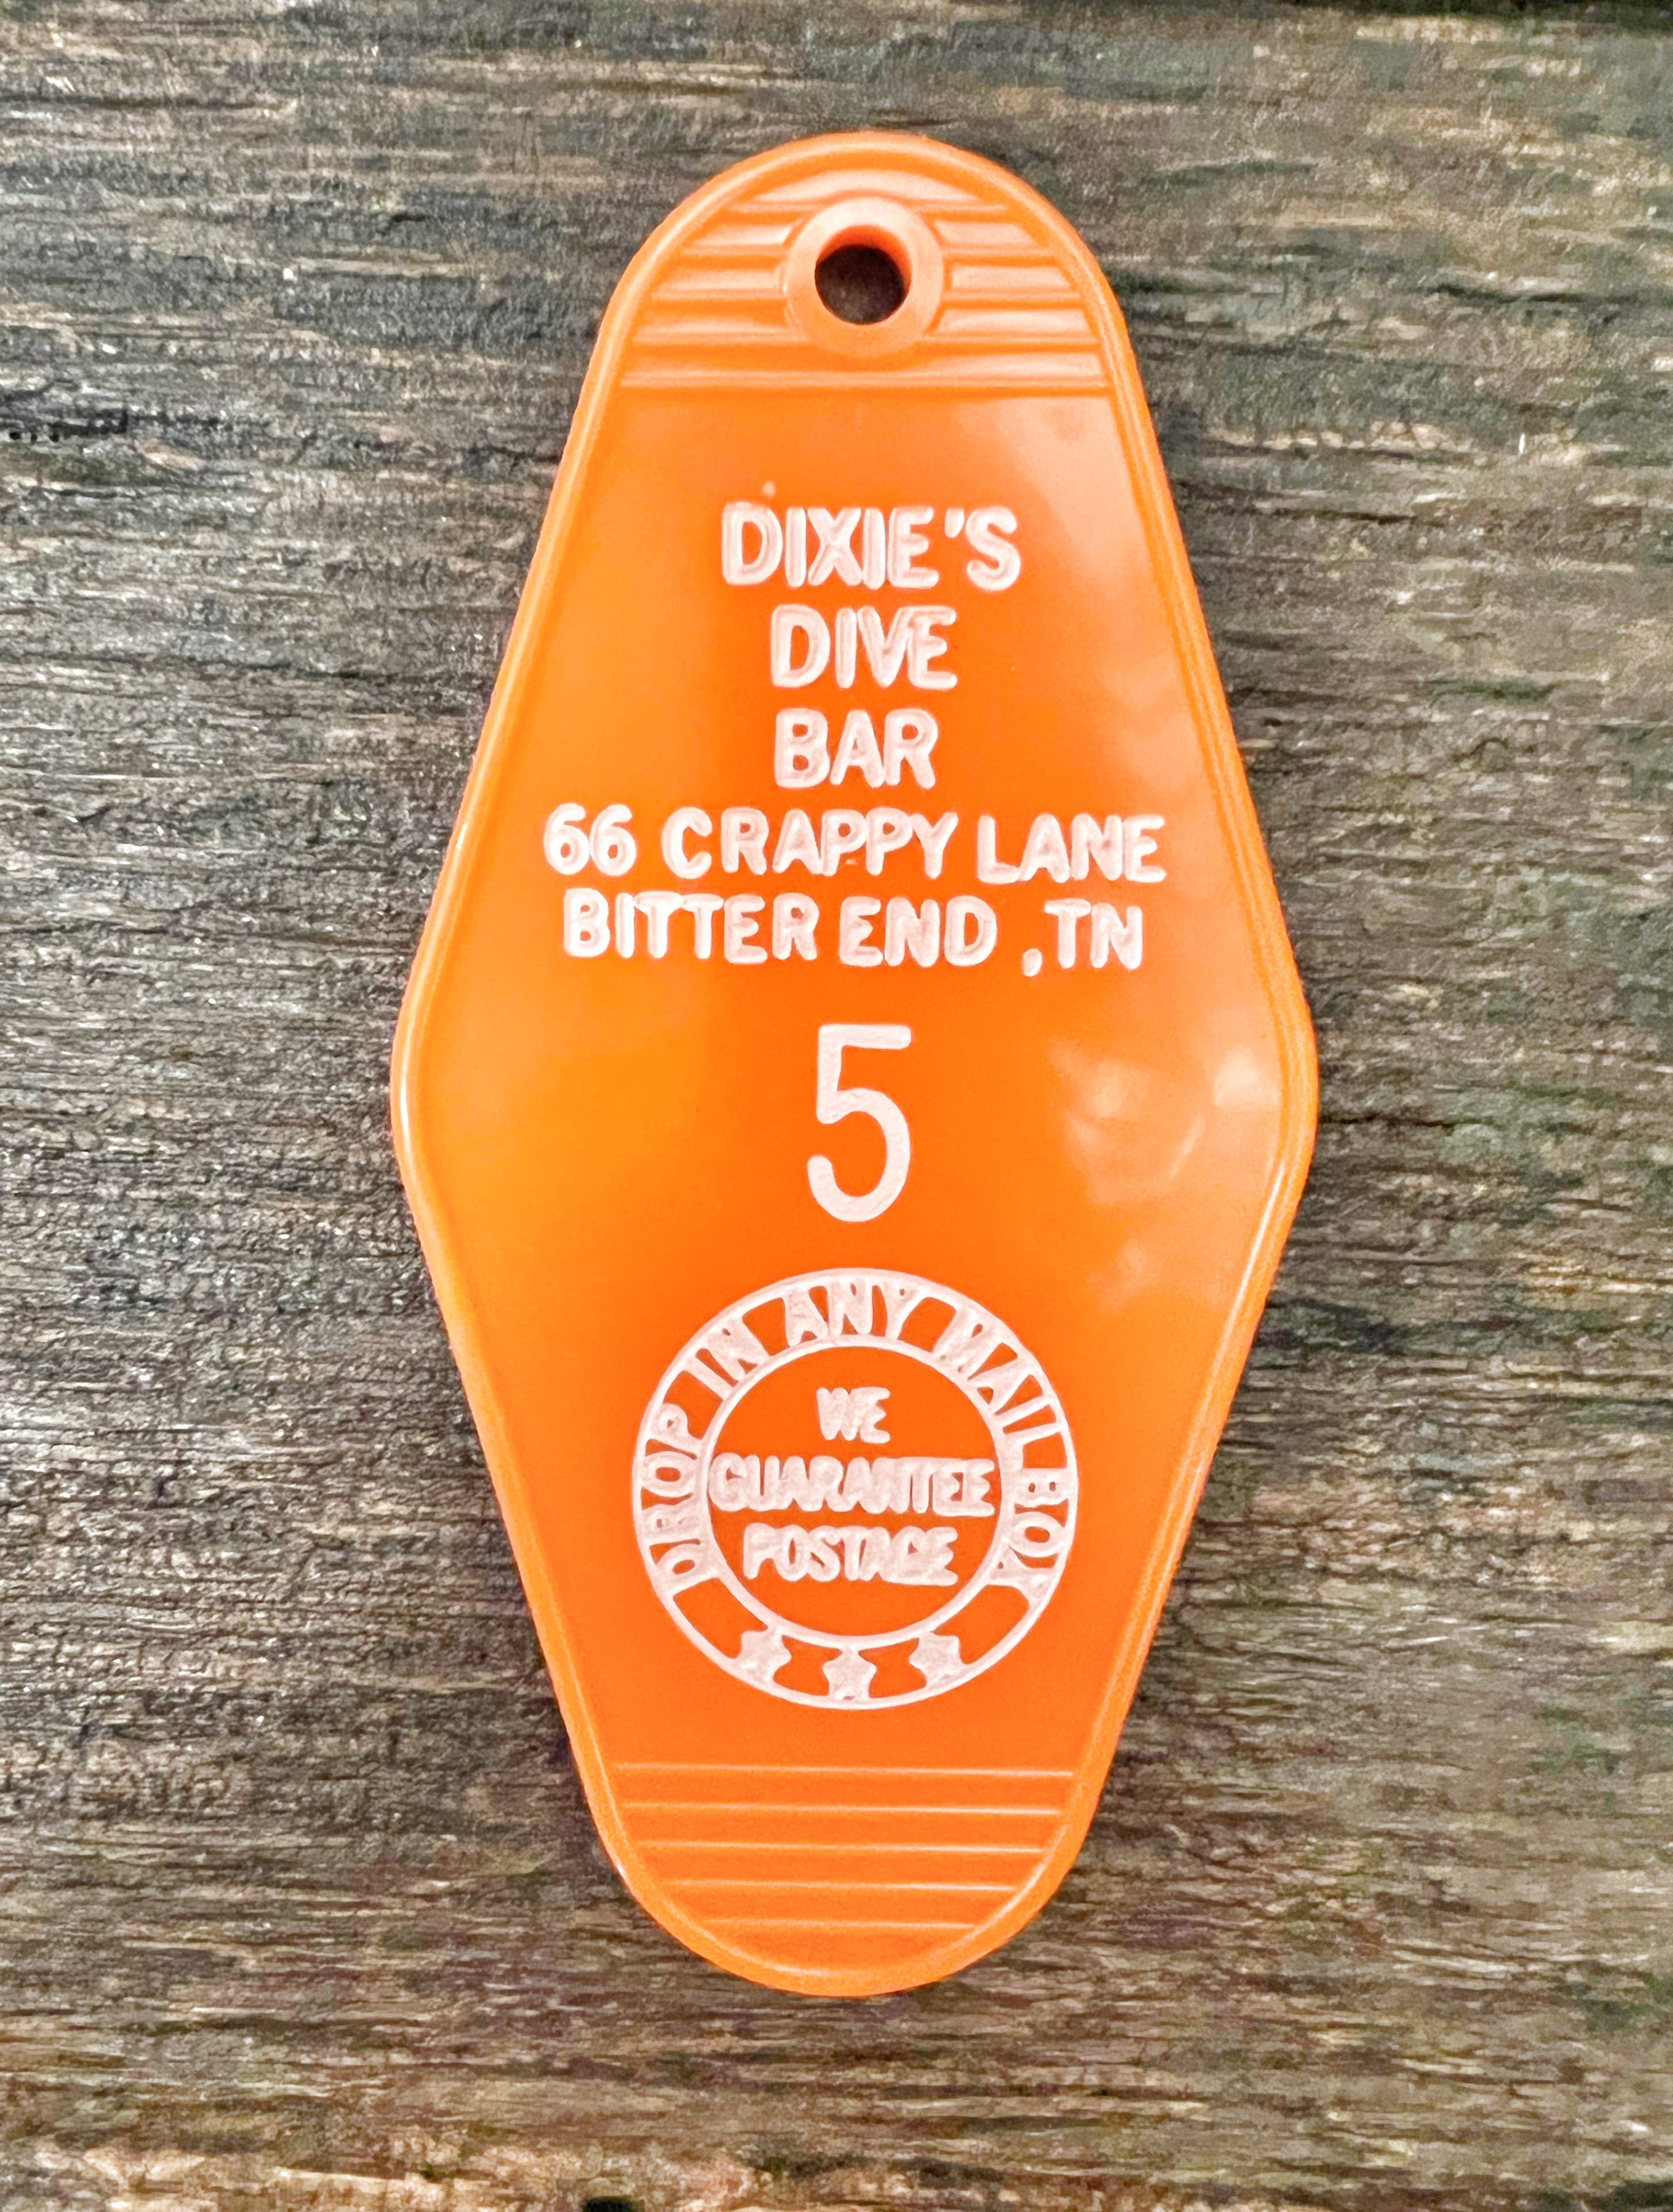 DIXIE'S
DIVE
BAR
66 CRAPPY LANE
BITTER END ,TN
5
DROP IN ANY MAIL BOX
WE
GUARANTEE
POSTAGE